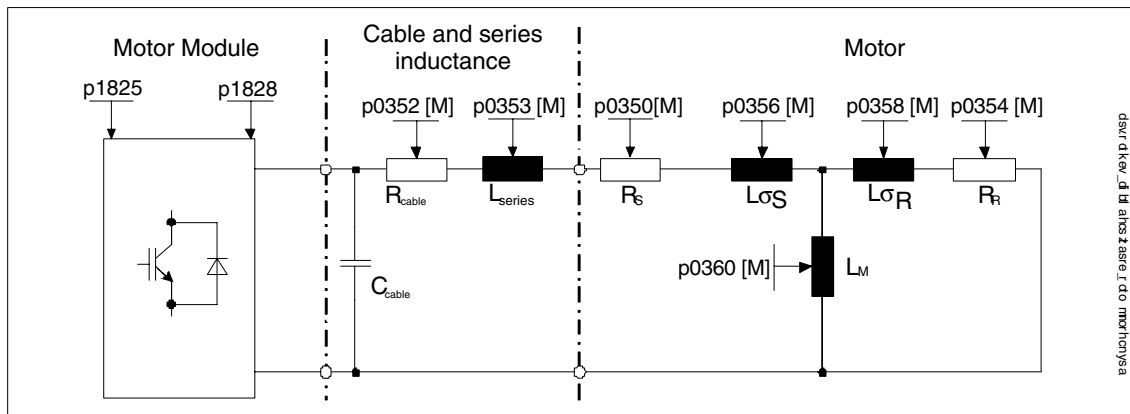 Motor Module
Cable and series
inductance
Motor
p1825
p1828
p0352 [M]
p0353 [M]
p0350[M]
p0356 [M]
p0358 [M]
p0354 [M]
Rcable
Lseries
RS
LσS
LσR
RR
p0360 [M]
LM
Ccable